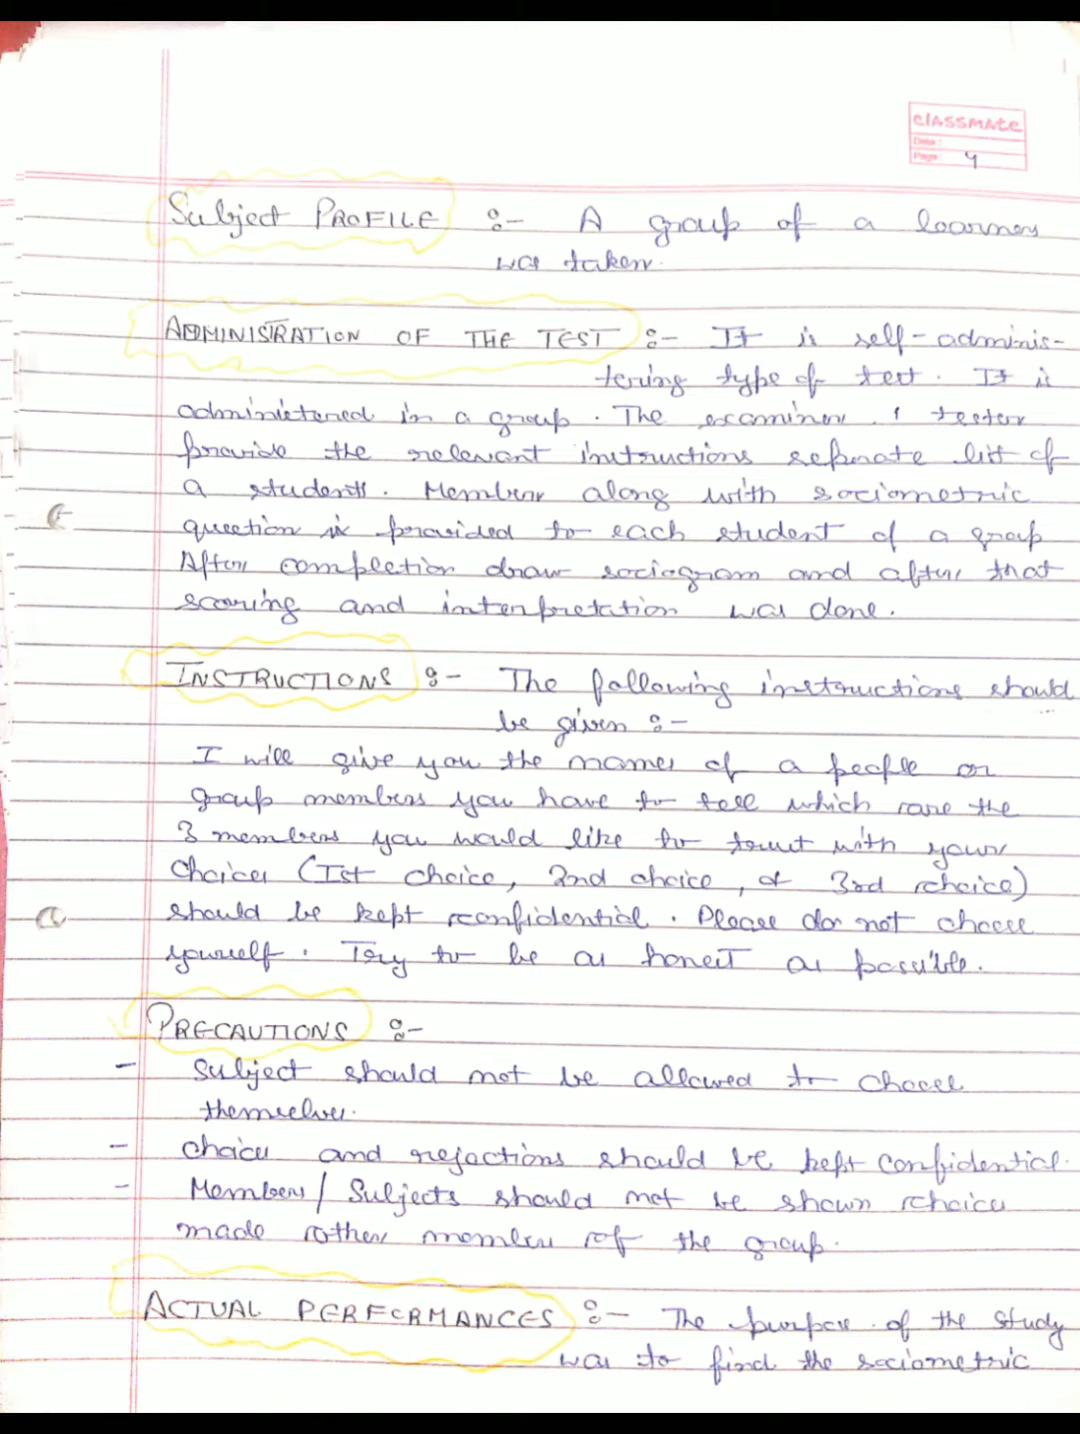 classmate
Date :
Page : 4
Subject PROFILE :- A group of a learners
was taken.
ADMINISTRATION OF THE TEST :- It is self-adminis-
tering type of test. It is
administered in a group. The examiner / tester
provide the relevant instructions seperate list of
a students. Members along with sociometric
question is provided to each student of a group
After completion draw sociogram and after that
scoring and interpretation was done.
INSTRUCTIONS :- The following instructions should
be given :-
I will give you the names of a people or
group members you have to tell which are the
3 members you would like to trust with your
Choices (Ist choice, 2nd choice, of 3rd choice)
should be kept confidential. Please do not choose
yourself. Try to be as honest as possible.
PRECAUTIONS :-
- Subject should not be allowed to choose
themselves.
- choice and rejections should be kept confidential.
- Members / Subjects should not be shown choice
made other members of the group.
ACTUAL PERFORMANCES :- The purpose of the study
was to find the sociometric